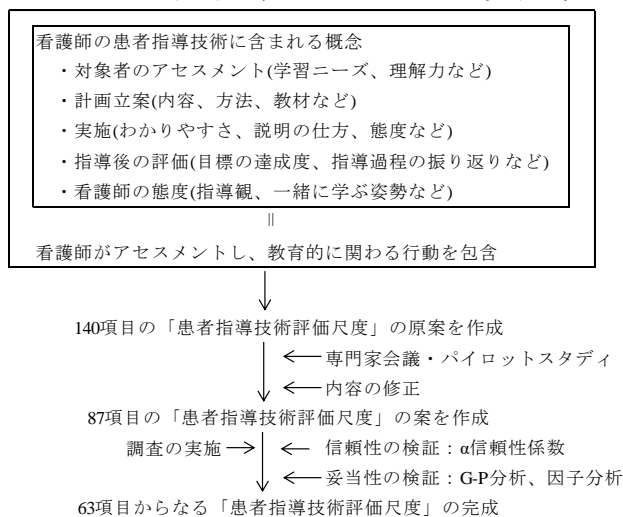 看護師の患者指導技術に含まれる概念
・対象者のアセスメント(学習ニーズ、理解力など)
・計画立案(内容、方法、教材など)
・実施(わかりやすさ、説明の仕方、態度など)
・指導後の評価(目標の達成度、指導過程の振り返りなど)
・看護師の態度(指導観、一緒に学ぶ姿勢など)
||
看護師がアセスメントし、教育的に関わる行動を包含
140項目の「患者指導技術評価尺度」の原案を作成
専門家会議・パイロットスタディ
内容の修正
87項目の「患者指導技術評価尺度」の案を作成
調査の実施 信頼性の検証：α信頼性係数
妥当性の検証：G-P分析、因子分析
63項目からなる「患者指導技術評価尺度」の完成